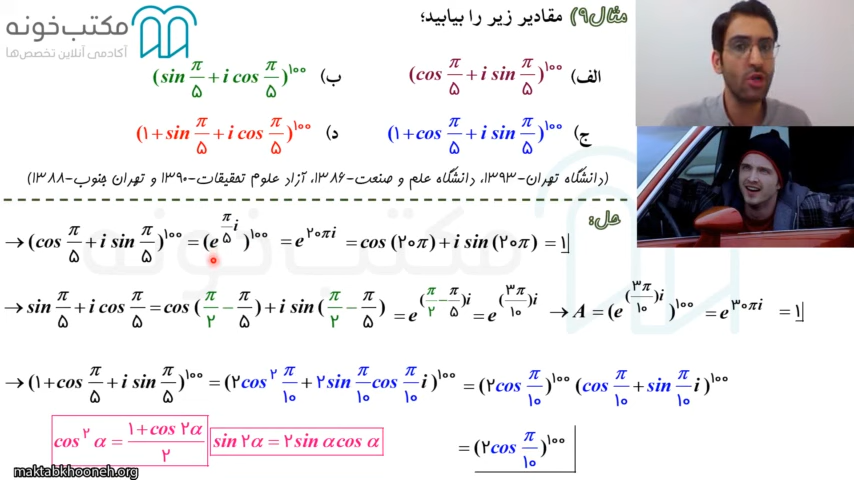 مکتب‌خونه
آکادمی آنلاین تخصص‌ها
مثال۹) مقادیر زیر را بیابید؛
الف) (cos π/۵ + i sin π/۵)^۱۰۰
ب) (sin π/۵ + i cos π/۵)^۱۰۰
ج) (۱+cos π/۵ + i sin π/۵)^۱۰۰
د) (۱+sin π/۵ + i cos π/۵)^۱۰۰
(دانشگاه تهران-۱۳۹۳، دانشگاه علم و صنعت-۱۳۸۶، آزاد علوم تحقیقات-۱۳۹۰ و تهران جنوب-۱۳۸۸)
حل:
→ (cos π/۵ + i sin π/۵)^۱۰۰ = (e^(π/۵ i))^۱۰۰ = e^(۲۰πi) = cos(۲۰π) + i sin(۲۰π) = ۱
→ sin π/۵ + i cos π/۵ = cos(π/۲ − π/۵) + i sin(π/۲ − π/۵) = e^((π/۲ − π/۵)i) = e^((۳π/۱۰)i) → A = (e^((۳π/۱۰)i))^۱۰۰ = e^(۳۰πi) = ۱
→ (۱+cos π/۵ + i sin π/۵)^۱۰۰ = (۲cos^۲ π/۱۰ + ۲sin π/۱۰ cos π/۱۰ i)^۱۰۰ = (۲cos π/۱۰)^۱۰۰ (cos π/۱۰ + sin π/۱۰ i)^۱۰۰
cos^۲ α = (۱+cos ۲α)/۲ sin ۲α = ۲sin α cos α = (۲cos π/۱۰)^۱۰۰
maktabkhooneh.org